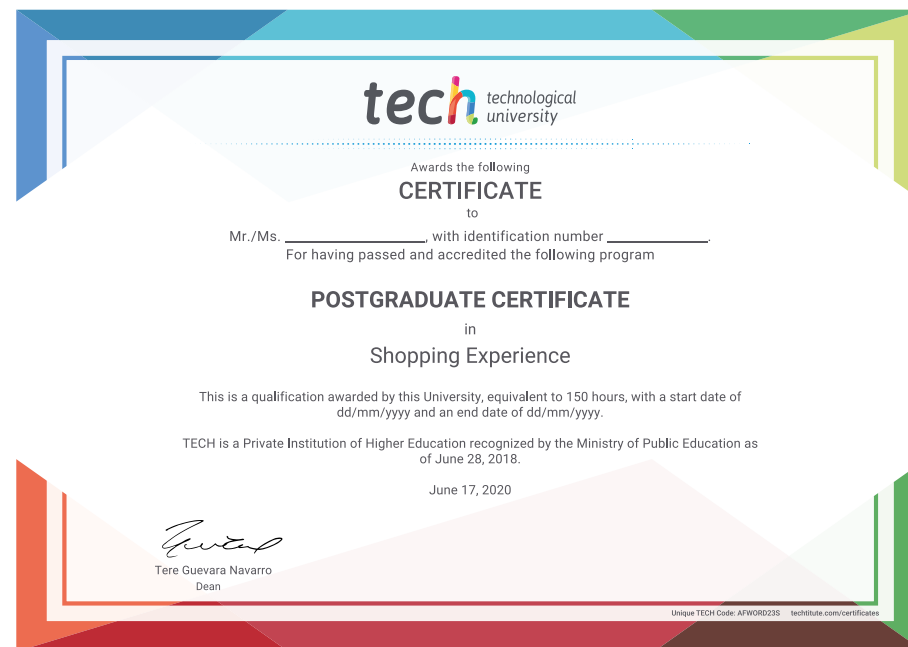 tech technological
university
Awards the following
CERTIFICATE
to
Mr./Ms. ____________, with identification number ____________.
For having passed and accredited the following program
POSTGRADUATE CERTIFICATE
in
Shopping Experience
This is a qualification awarded by this University, equivalent to 150 hours, with a start date of
dd/mm/yyyy and an end date of dd/mm/yyyy.
TECH is a Private Institution of Higher Education recognized by the Ministry of Public Education as
of June 28, 2018.
June 17, 2020
Tere Guevara Navarro
Dean
Unique TECH Code: AFWORD23S techtitute.com/certificates